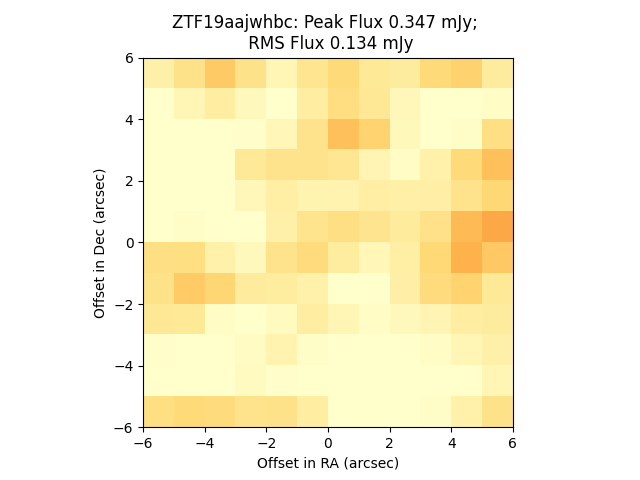 ZTF19aajwhbc: Peak Flux 0.347 mJy;
RMS Flux 0.134 mJy
6
4
2
0
−2
−4
−6
Offset in Dec (arcsec)
−6 −4 −2 0 2 4 6
Offset in RA (arcsec)